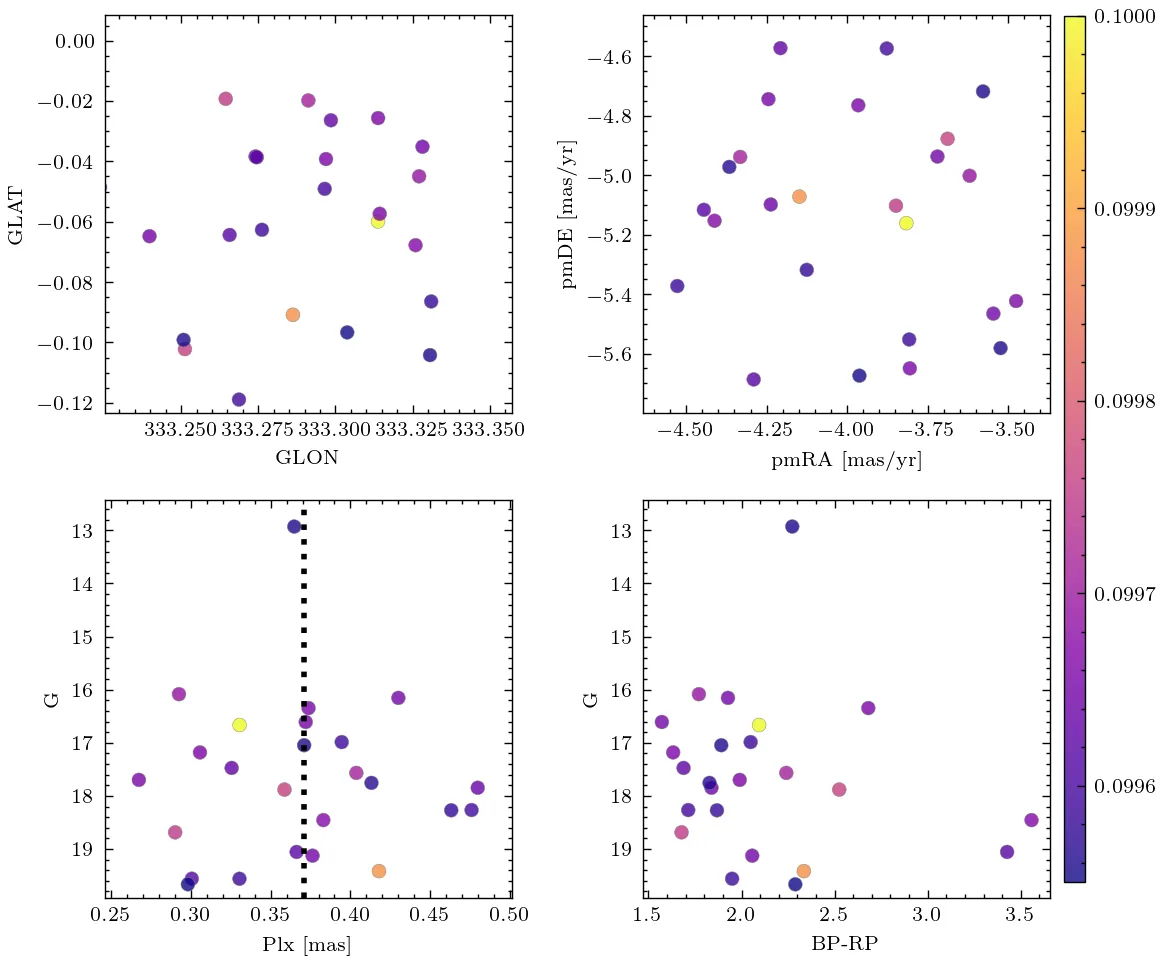 0.00
−0.02
−0.04
−0.06
−0.08
−0.10
−0.12
GLAT
333.250 333.275 333.300 333.325 333.350
GLON
−4.6
−4.8
−5.0
−5.2
−5.4
−5.6
pmDE [mas/yr]
−4.50 −4.25 −4.00 −3.75 −3.50
pmRA [mas/yr]
13
14
15
16
17
18
19
G
0.25 0.30 0.35 0.40 0.45 0.50
Plx [mas]
13
14
15
16
17
18
19
G
1.5 2.0 2.5 3.0 3.5
BP-RP
0.1000
0.0999
0.0998
0.0997
0.0996